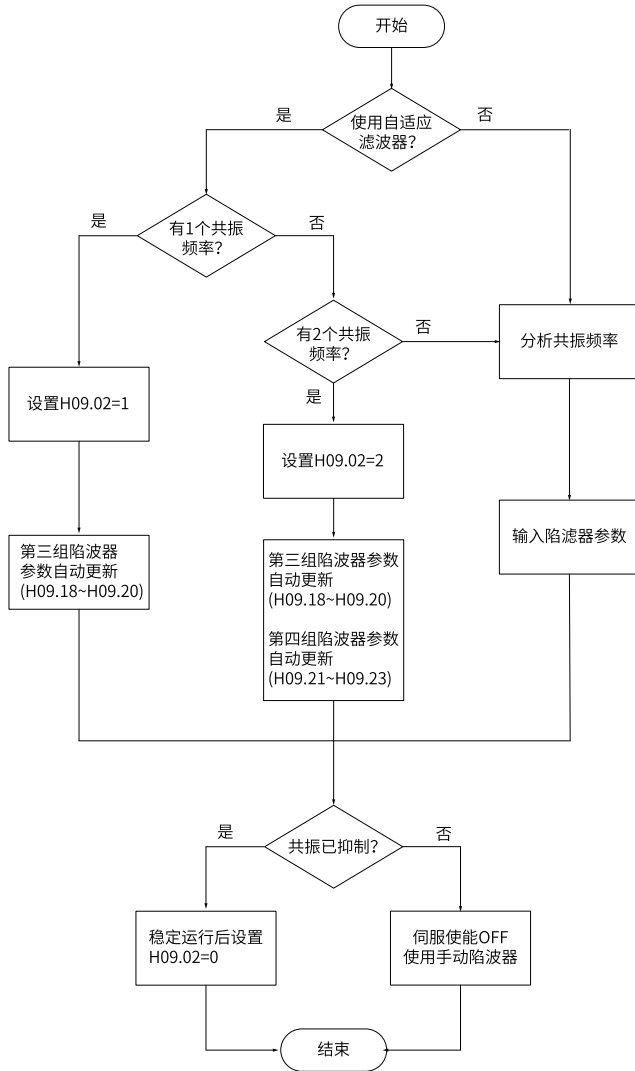 开始
使用自适应
滤波器?
是
否
有1个共振
频率?
是
否
有2个共振
频率?
否
是
分析共振频率
设置H09.02=1
设置H09.02=2
输入陷滤器参数
第三组陷波器
参数自动更新
(H09.18~H09.20)
第三组陷波器参数
自动更新
(H09.18~H09.20)
第四组陷波器参数
自动更新
(H09.21~H09.23)
共振已抑制?
是
否
稳定运行后设置
H09.02=0
伺服使能OFF
使用手动陷波器
结束